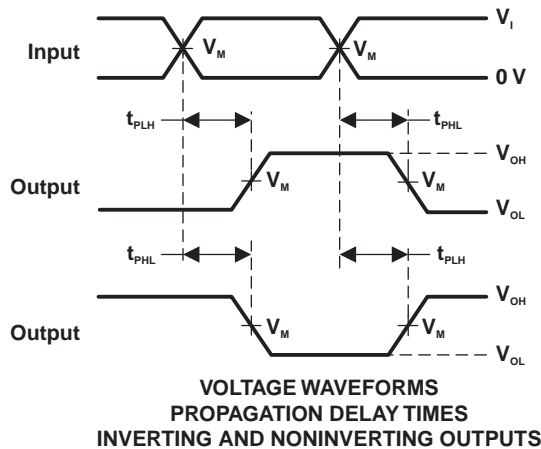 V_I
Input
V_M
V_M
0 V
t_PLH
t_PHL
V_OH
Output
V_M
V_M
V_OL
t_PHL
t_PLH
V_OH
Output
V_M
V_M
V_OL
VOLTAGE WAVEFORMS
PROPAGATION DELAY TIMES
INVERTING AND NONINVERTING OUTPUTS